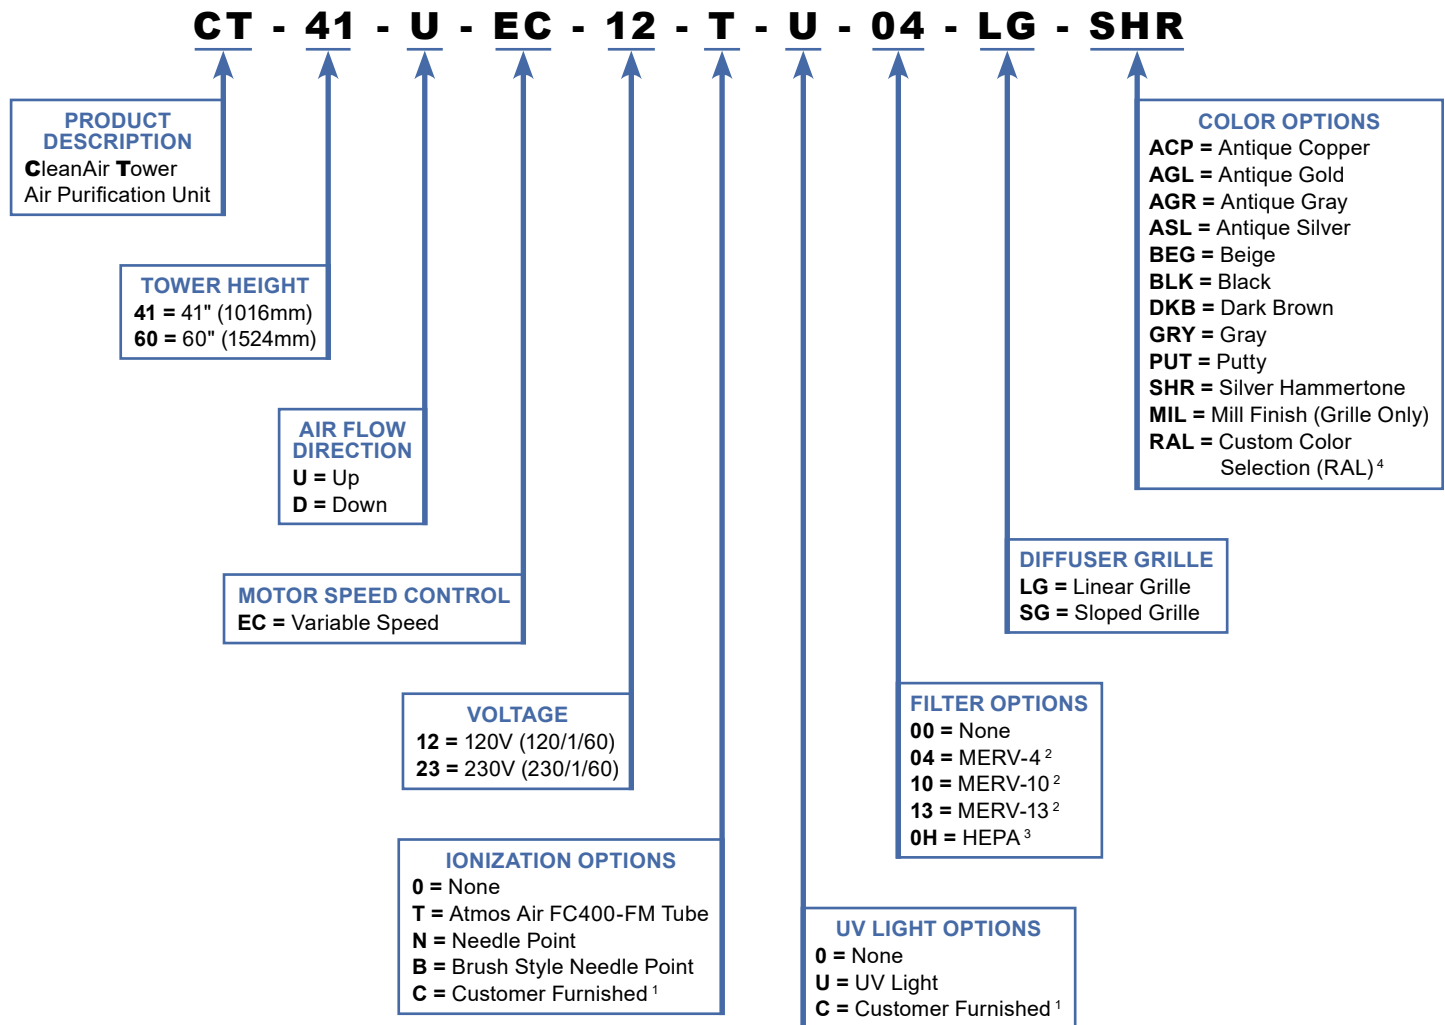 CT - 41 - U - EC - 12 - T - U - 04 - LG - SHR
PRODUCT
DESCRIPTION
CleanAir Tower
Air Purification Unit
TOWER HEIGHT
41 = 41" (1016mm)
60 = 60" (1524mm)
AIR FLOW
DIRECTION
U = Up
D = Down
MOTOR SPEED CONTROL
EC = Variable Speed
VOLTAGE
12 = 120V (120/1/60)
23 = 230V (230/1/60)
IONIZATION OPTIONS
0 = None
T = Atmos Air FC400-FM Tube
N = Needle Point
B = Brush Style Needle Point
C = Customer Furnished ¹
UV LIGHT OPTIONS
0 = None
U = UV Light
C = Customer Furnished ¹
FILTER OPTIONS
00 = None
04 = MERV-4 ²
10 = MERV-10 ²
13 = MERV-13 ²
0H = HEPA ³
DIFFUSER GRILLE
LG = Linear Grille
SG = Sloped Grille
COLOR OPTIONS
ACP = Antique Copper
AGL = Antique Gold
AGR = Antique Gray
ASL = Antique Silver
BEG = Beige
BLK = Black
DKB = Dark Brown
GRY = Gray
PUT = Putty
SHR = Silver Hammertone
MIL = Mill Finish (Grille Only)
RAL = Custom Color
Selection (RAL) ⁴